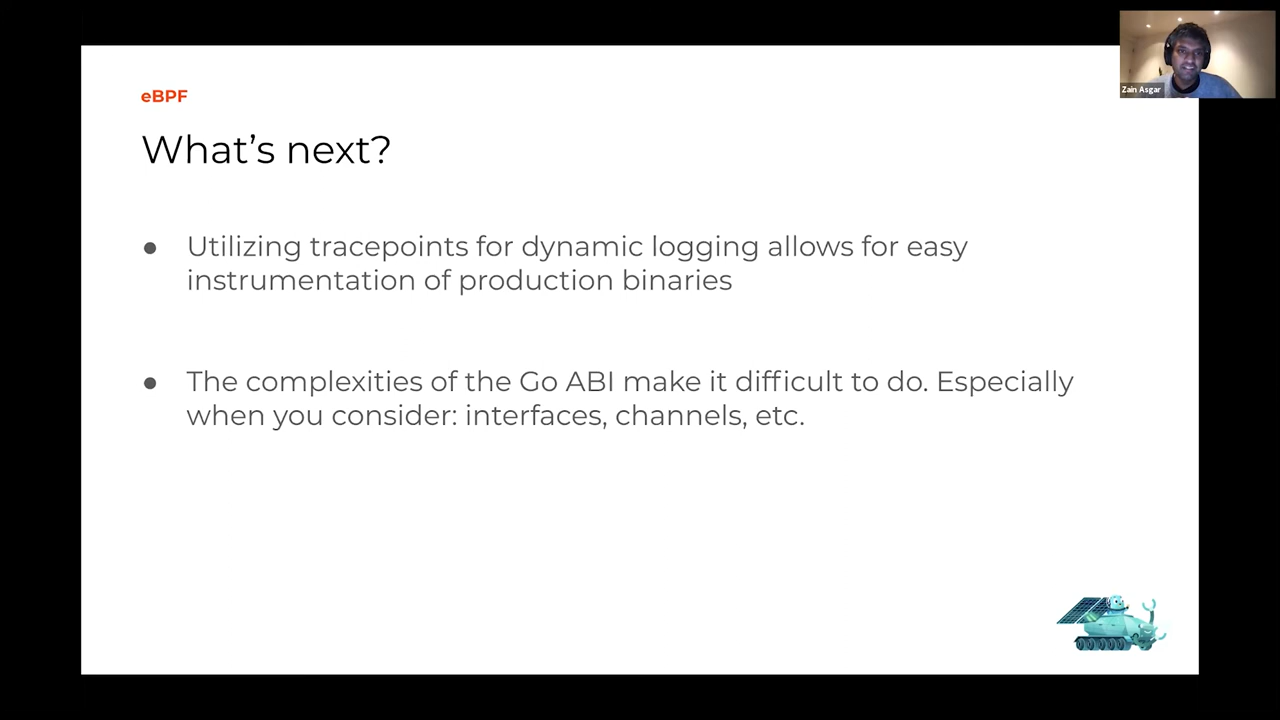 Zain Asgar
eBPF
What's next?
● Utilizing tracepoints for dynamic logging allows for easy
instrumentation of production binaries
● The complexities of the Go ABI make it difficult to do. Especially
when you consider: interfaces, channels, etc.